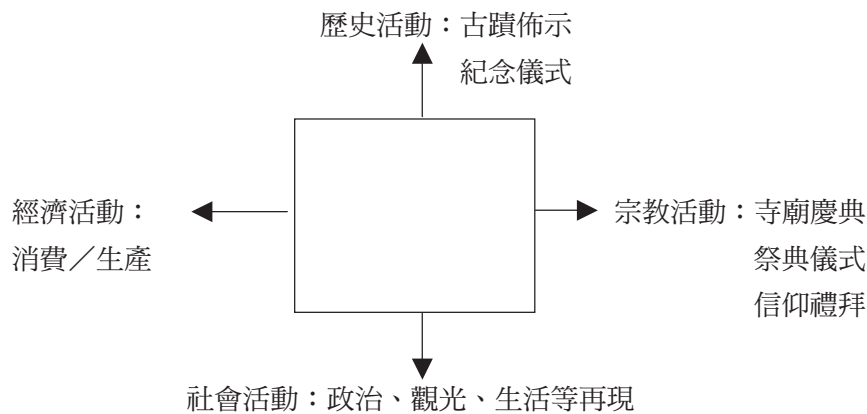 歷史活動：古蹟佈示
紀念儀式
經濟活動：
消費／生產
宗教活動：寺廟慶典
祭典儀式
信仰禮拜
社會活動：政治、觀光、生活等再現